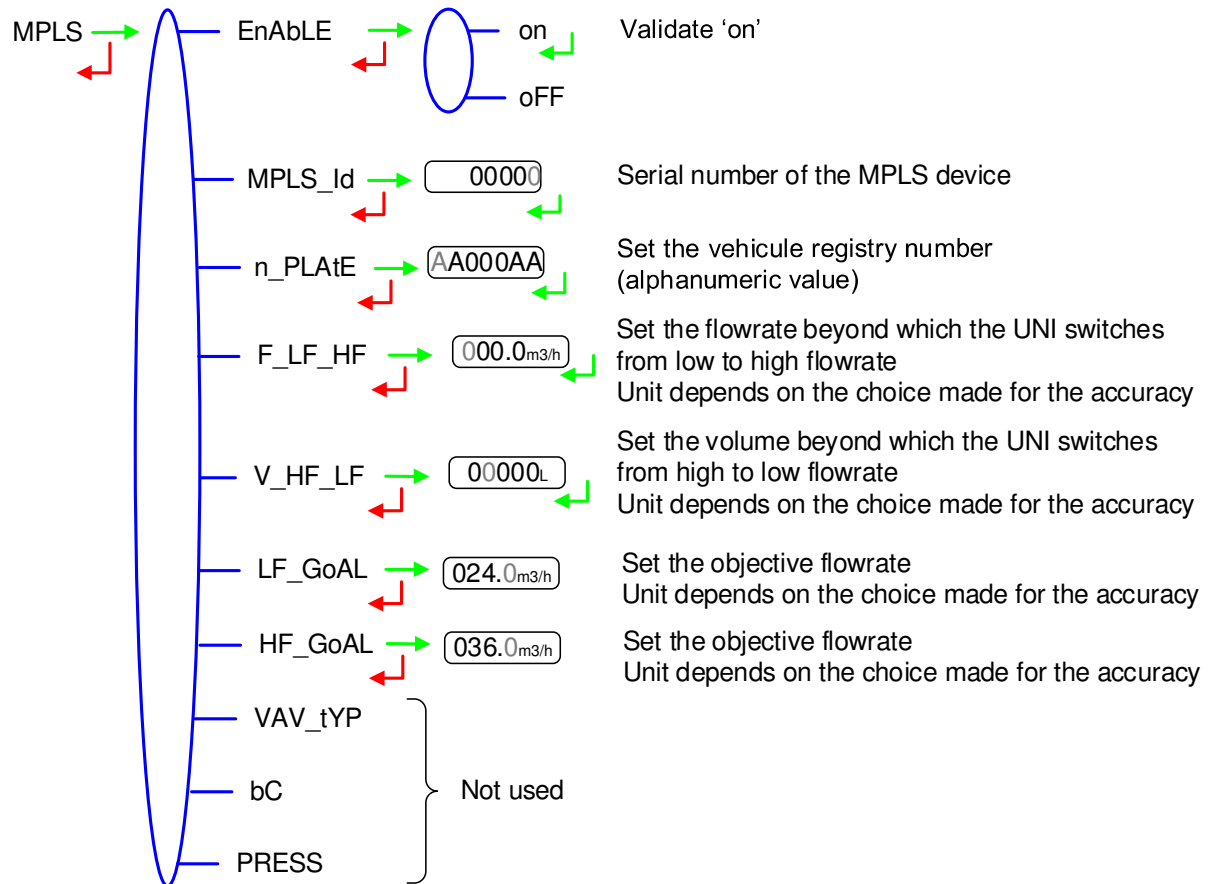 MPLS
EnAbLE
on
Validate ‘on’
oFF
MPLS_Id
00000
Serial number of the MPLS device
n_PLAtE
AA000AA
Set the vehicule registry number
(alphanumeric value)
F_LF_HF
000.0m3/h
Set the flowrate beyond which the UNI switches
from low to high flowrate
Unit depends on the choice made for the accuracy
V_HF_LF
00000L
Set the volume beyond which the UNI switches
from high to low flowrate
Unit depends on the choice made for the accuracy
LF_GoAL
024.0m3/h
Set the objective flowrate
Unit depends on the choice made for the accuracy
HF_GoAL
036.0m3/h
Set the objective flowrate
Unit depends on the choice made for the accuracy
VAV_tYP
bC
Not used
PRESS